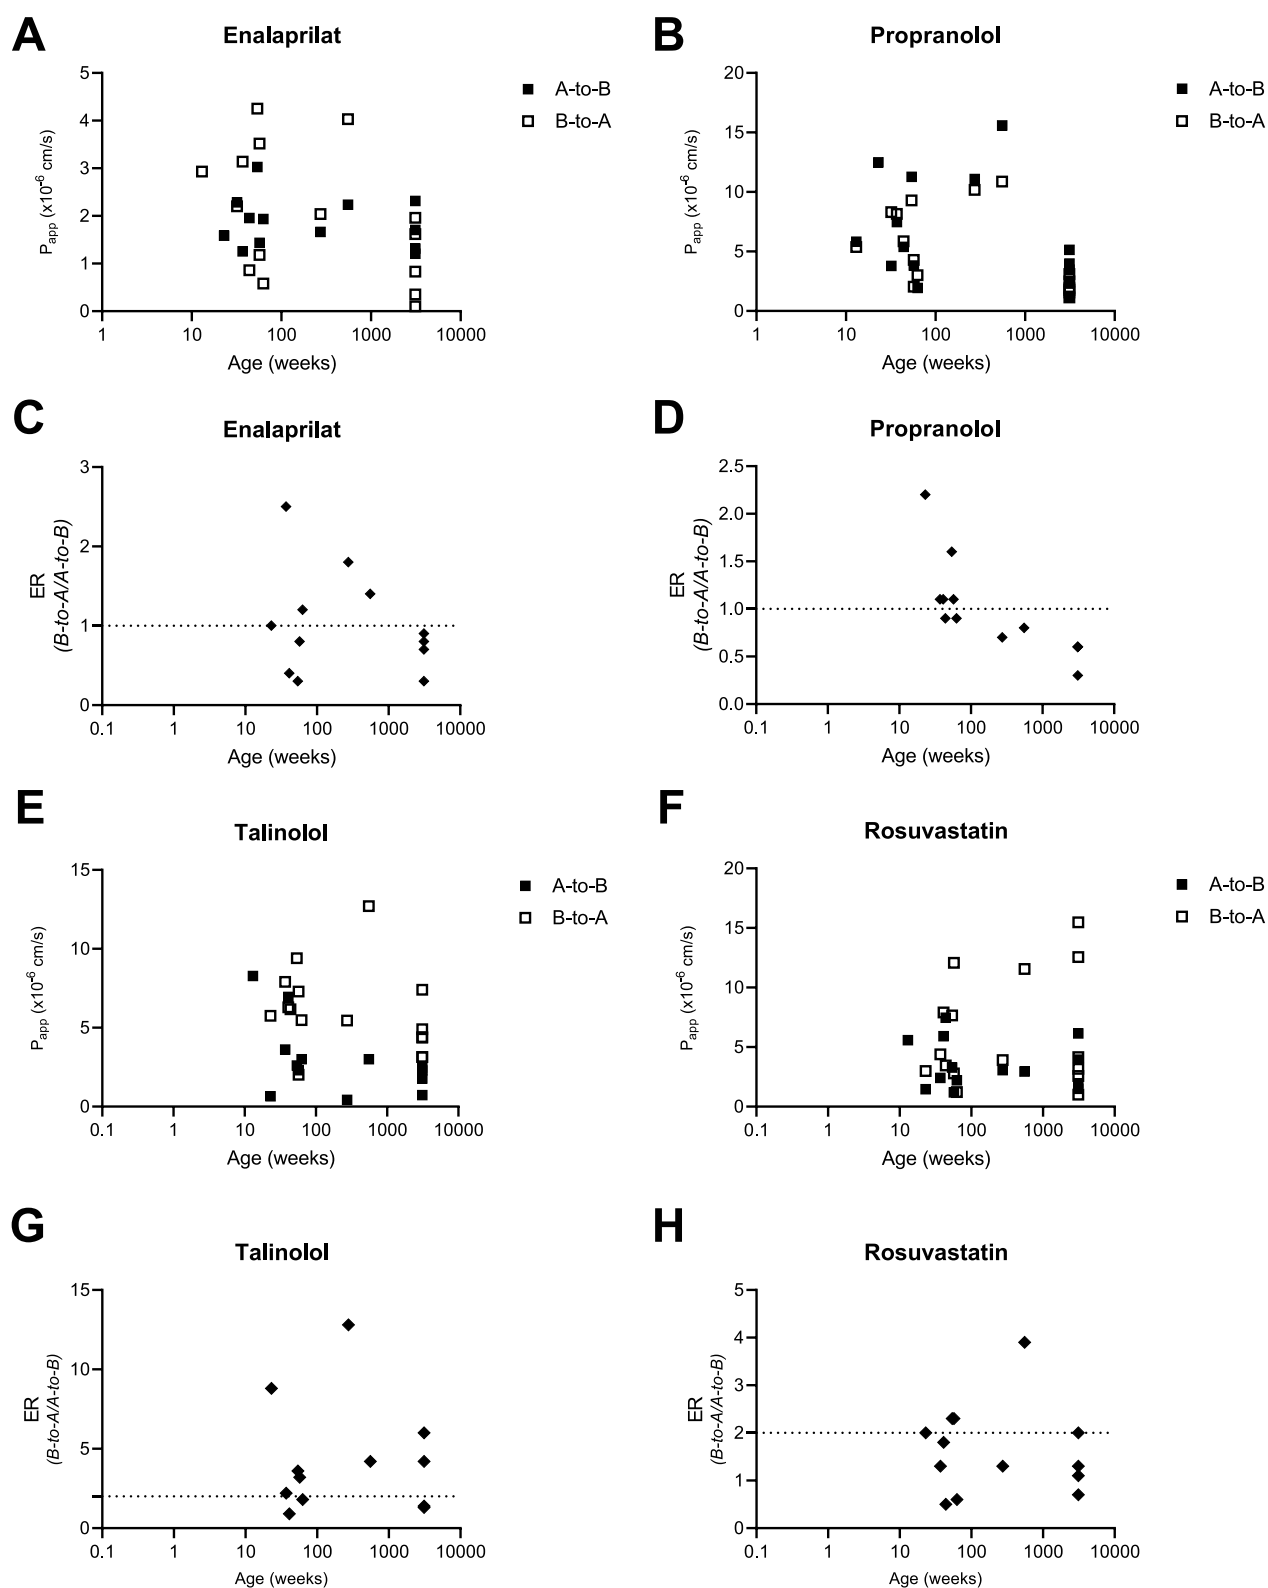 A
Enalaprilat
5
4
3
2
1
0
P_app (x10^-6 cm/s)
1 10 100 1000 10000
Age (weeks)
A-to-B
B-to-A
B
Propranolol
20
15
10
5
0
P_app (x10^-6 cm/s)
1 10 100 1000 10000
Age (weeks)
A-to-B
B-to-A
C
Enalaprilat
3
2
1
0
ER
(B-to-A/A-to-B)
0.1 1 10 100 1000 10000
Age (weeks)
D
Propranolol
2.5
2.0
1.5
1.0
0.5
0.0
ER
(B-to-A/A-to-B)
0.1 1 10 100 1000 10000
Age (weeks)
E
Talinolol
15
10
5
0
P_app (x10^-6 cm/s)
0.1 1 10 100 1000 10000
Age (weeks)
A-to-B
B-to-A
F
Rosuvastatin
20
15
10
5
0
P_app (x10^-6 cm/s)
0.1 1 10 100 1000 10000
Age (weeks)
A-to-B
B-to-A
G
Talinolol
15
10
5
0
ER
(B-to-A/A-to-B)
0.1 1 10 100 1000 10000
Age (weeks)
H
Rosuvastatin
5
4
3
2
1
0
ER
(B-to-A/A-to-B)
0.1 1 10 100 1000 10000
Age (weeks)